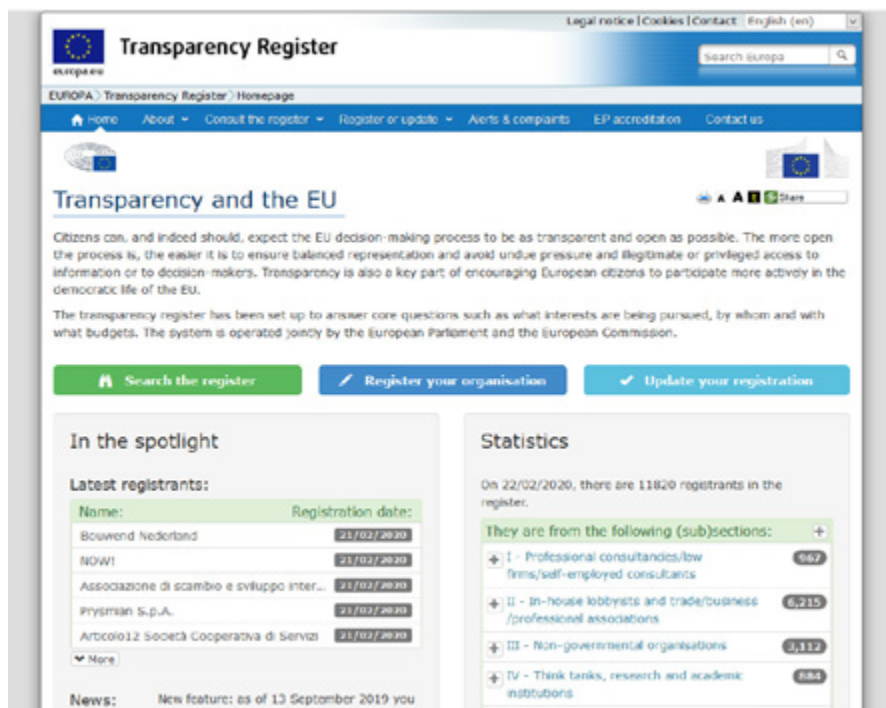 Legal notice | Cookies | Contact English (en)
Transparency Register
europa.eu
Search Europa
EUROPA > Transparency Register > Homepage
Home About Consult the register Register or update Alerts & complaints EP accreditation Contact us
Transparency and the EU
A A Share
Citizens can, and indeed should, expect the EU decision-making process to be as transparent and open as possible. The more open
the process is, the easier it is to ensure balanced representation and avoid undue pressure and illegitimate or privileged access to
information or to decision-makers. Transparency is also a key part of encouraging European citizens to participate more actively in the
democratic life of the EU.
The transparency register has been set up to answer core questions such as what interests are being pursued, by whom and with
what budgets. The system is operated jointly by the European Parliament and the European Commission.
Search the register Register your organisation Update your registration
In the spotlight
Latest registrants:
Name: Registration date:
Bouwend Nederland 21/02/2020
NOW! 21/02/2020
Associazione di scambio e sviluppo inter... 21/02/2020
Prysmian S.p.A. 21/02/2020
Articolo12 Società Cooperativa di Servizi 21/02/2020
More
News: New feature: as of 13 September 2019 you
Statistics
On 22/02/2020, there are 11820 registrants in the
register.
They are from the following (sub)sections: +
+ I - Professional consultancies/law 967
firms/self-employed consultants
+ II - In-house lobbyists and trade/business 6,215
/professional associations
+ III - Non-governmental organisations 3,112
+ IV - Think tanks, research and academic 884
institutions